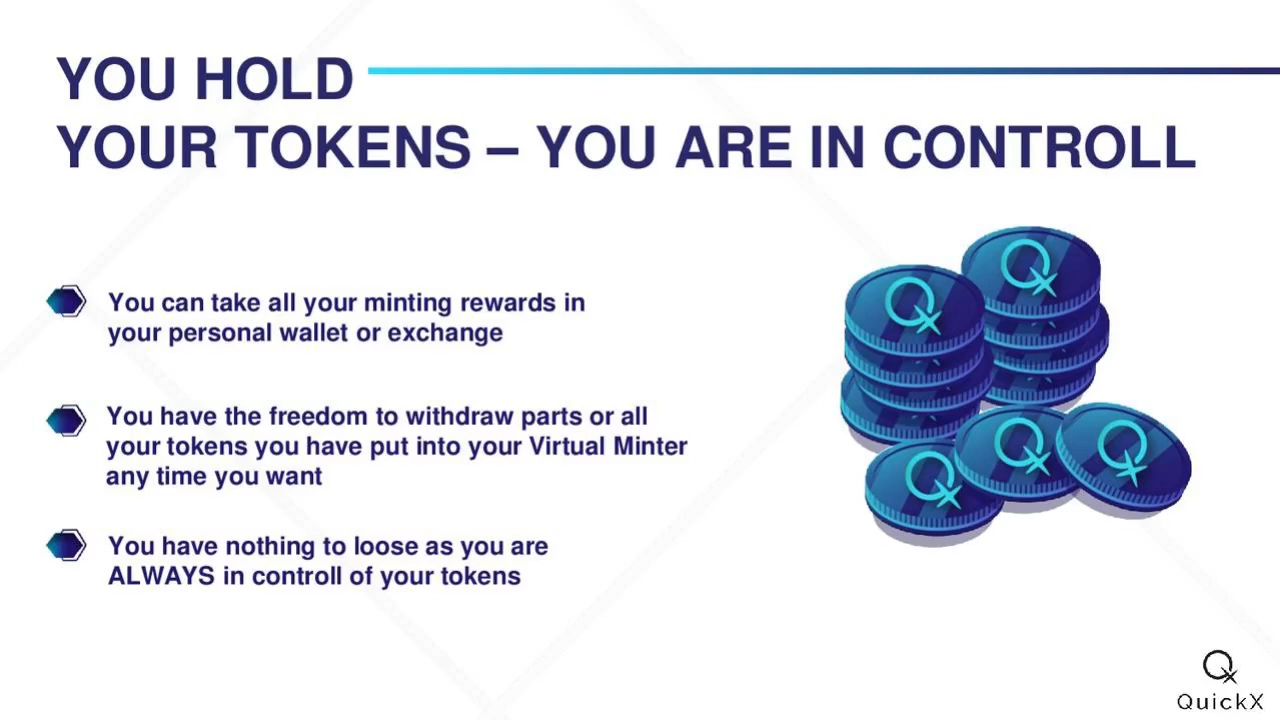 YOU HOLD
YOUR TOKENS – YOU ARE IN CONTROLL
You can take all your minting rewards in
your personal wallet or exchange
You have the freedom to withdraw parts or all
your tokens you have put into your Virtual Minter
any time you want
You have nothing to loose as you are
ALWAYS in controll of your tokens
QuickX